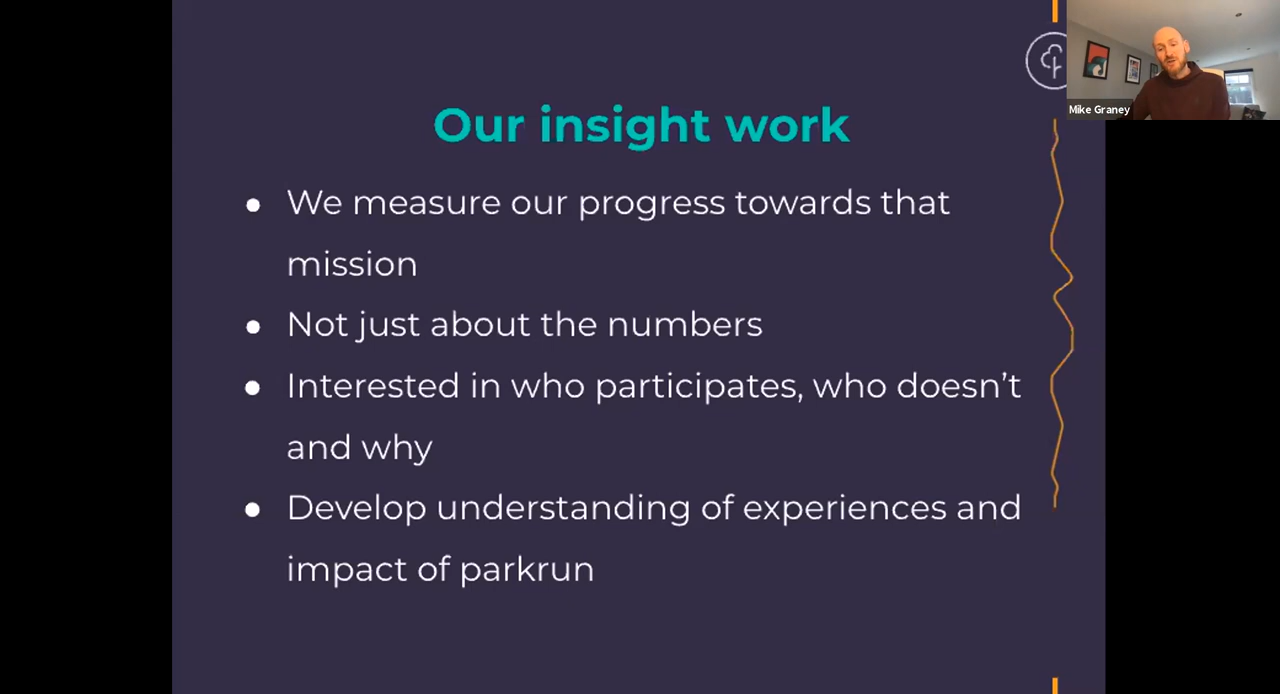 Our insight work
Mike Graney
● We measure our progress towards that
mission
● Not just about the numbers
● Interested in who participates, who doesn’t
and why
● Develop understanding of experiences and
impact of parkrun